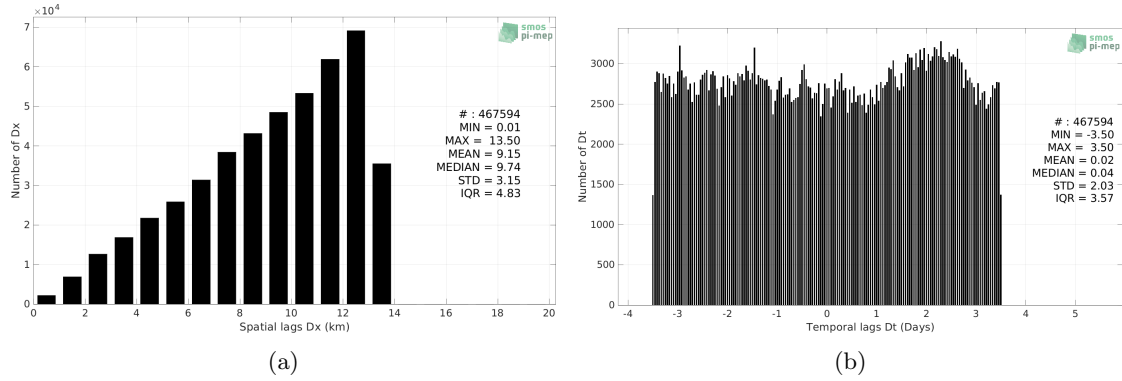 ×10⁴
7
6
5
4
3
2
1
0
Number of Dx
smos
pi-mep
# : 467594
MIN = 0.01
MAX = 13.50
MEAN = 9.15
MEDIAN = 9.74
STD = 3.15
IQR = 4.83
0 2 4 6 8 10 12 14 16 18 20
Spatial lags Dx (km)
(a)
3000
2500
2000
1500
1000
500
0
Number of Dt
smos
pi-mep
# : 467594
MIN = -3.50
MAX = 3.50
MEAN = 0.02
MEDIAN = 0.04
STD = 2.03
IQR = 3.57
-4 -3 -2 -1 0 1 2 3 4 5
Temporal lags Dt (Days)
(b)